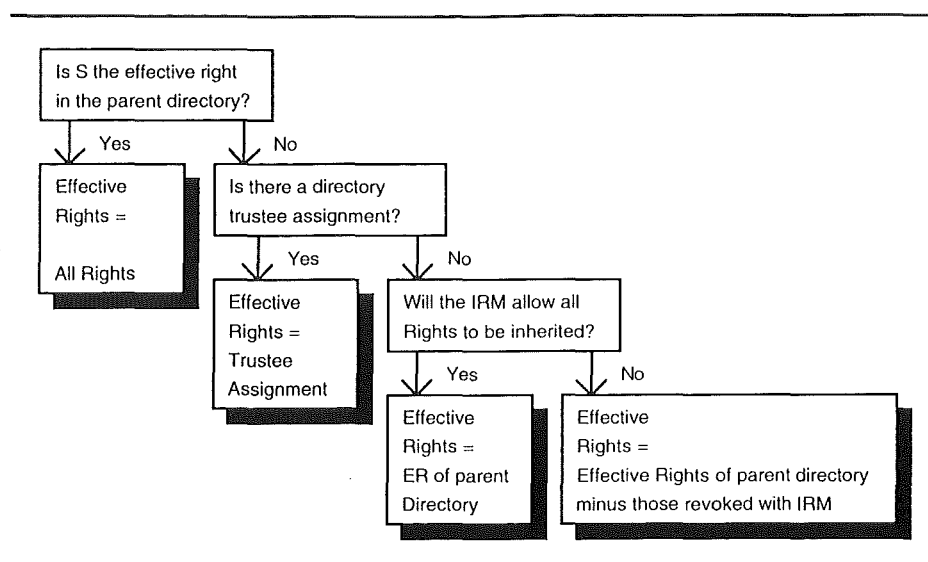 Is S the effective right
in the parent directory?
Yes
No
Effective
Rights =
All Rights
Is there a directory
trustee assignment?
Yes
No
Effective
Rights =
Trustee
Assignment
Will the IRM allow all
Rights to be inherited?
Yes
No
Effective
Rights =
ER of parent
Directory
Effective
Rights =
Effective Rights of parent directory
minus those revoked with IRM